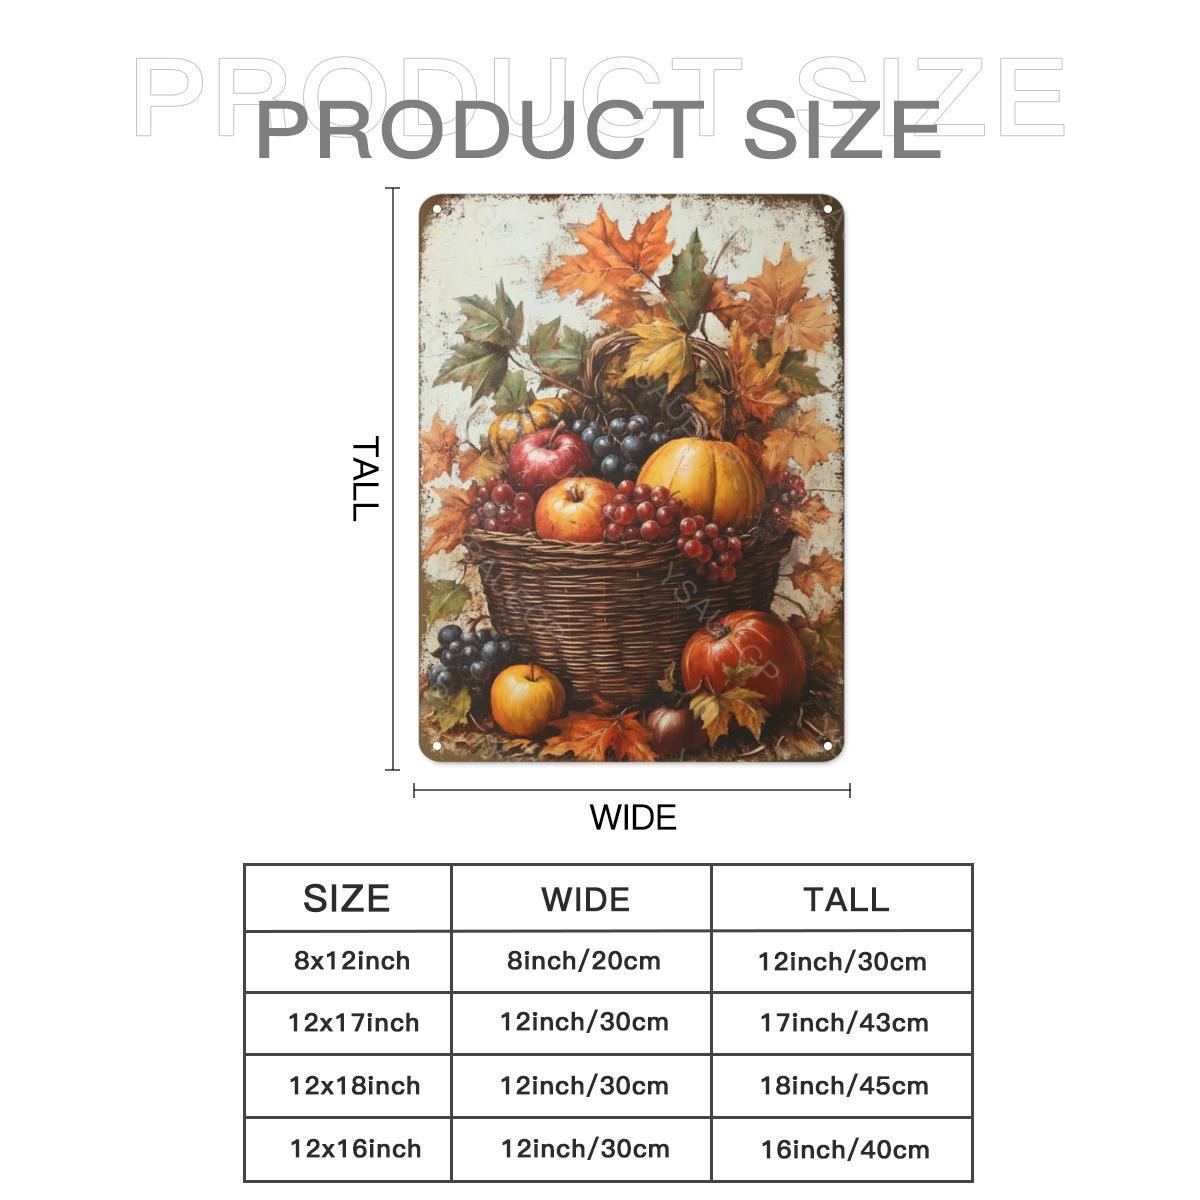 PRODUCT SIZE
PRODUCT SIZE
TALL
YSAUGP
WIDE
SIZE WIDE TALL
8x12inch 8inch/20cm 12inch/30cm
12x17inch 12inch/30cm 17inch/43cm
12x18inch 12inch/30cm 18inch/45cm
12x16inch 12inch/30cm 16inch/40cm